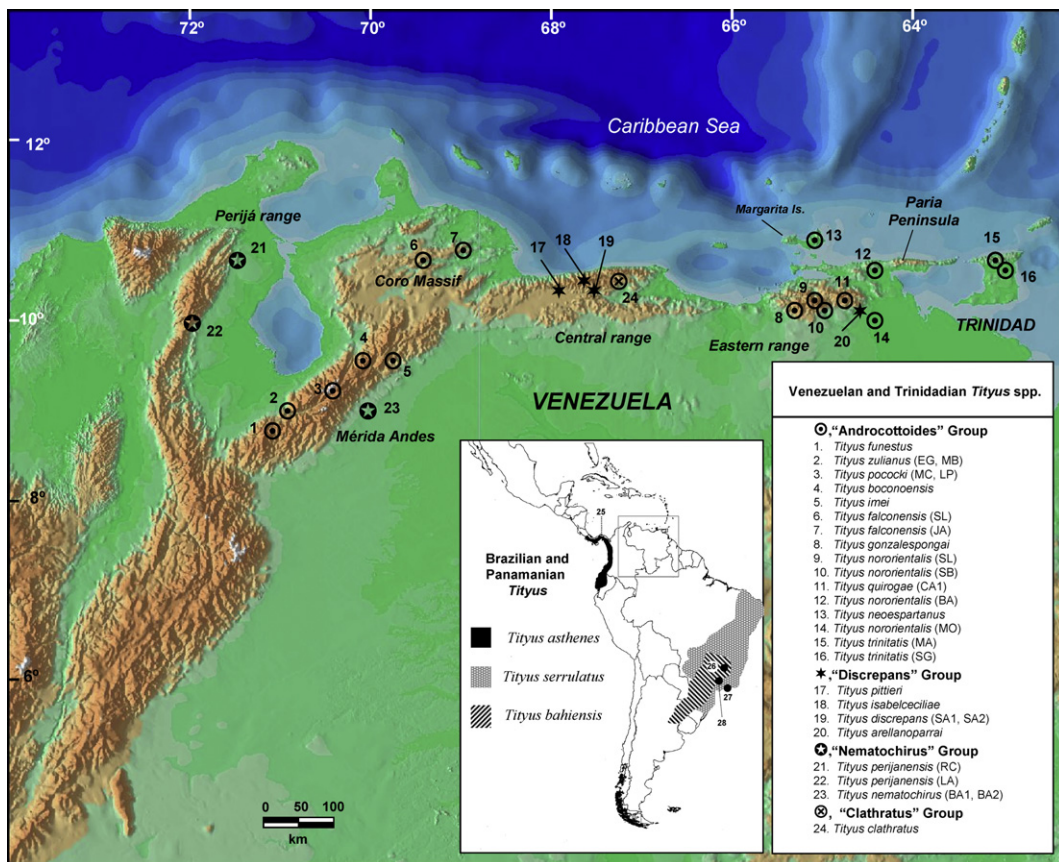 72º 70º 68º 66º 64º
Caribbean Sea
12º
Perijá range
Margarita Is.
Paria
Peninsula
21
6
7
17
18
19
13
12
15
16
Coro Massif
24
9
11
8
10
10º
22
Central range
Eastern range
20
14
TRINIDAD
4
5
3
VENEZUELA
2
23
1
Mérida Andes
8º
6º
0 50 100
km
25
Brazilian and
Panamanian
Tityus
Tityus asthenes
Tityus serrulatus
Tityus bahiensis
26
27
28
Venezuelan and Trinidadian Tityus spp.
,"Androcottoides" Group
1. Tityus funestus
2. Tityus zulianus (EG, MB)
3. Tityus pococki (MC, LP)
4. Tityus boconoensis
5. Tityus imei
6. Tityus falconensis (SL)
7. Tityus falconensis (JA)
8. Tityus gonzalespongai
9. Tityus nororientalis (SL)
10. Tityus nororientalis (SB)
11. Tityus quirogae (CA1)
12. Tityus nororientalis (BA)
13. Tityus neoespartanus
14. Tityus nororientalis (MO)
15. Tityus trinitatis (MA)
16. Tityus trinitatis (SG)
,"Discrepans" Group
17. Tityus pittieri
18. Tityus isabelceciliae
19. Tityus discrepans (SA1, SA2)
20. Tityus arellanoparrai
,"Nematochirus" Group
21. Tityus perijanensis (RC)
22. Tityus perijanensis (LA)
23. Tityus nematochirus (BA1, BA2)
, "Clathratus" Group
24. Tityus clathratus